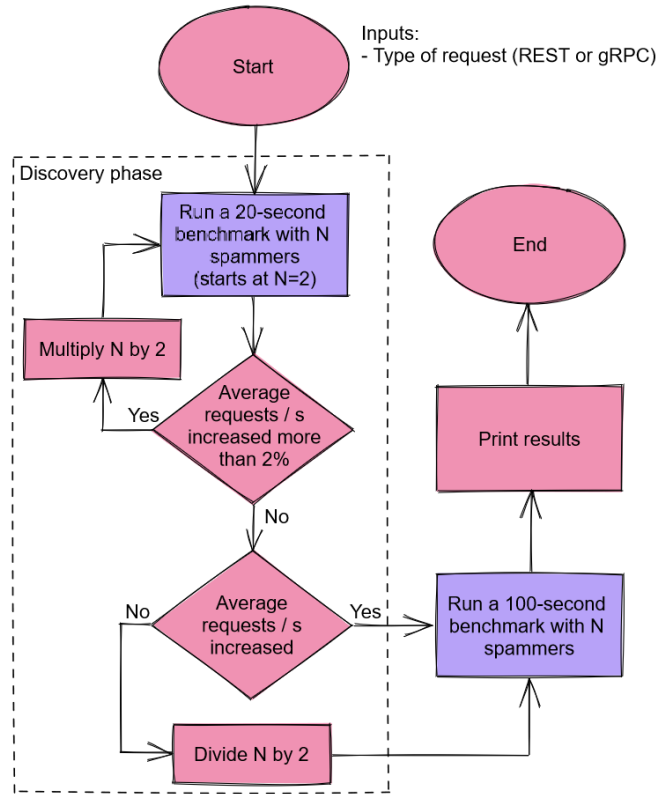 Start
Inputs:
- Type of request (REST or gRPC)
Discovery phase
Run a 20-second
benchmark with N
spammers
(starts at N=2)
End
Multiply N by 2
Yes
Average
requests / s
increased more
than 2%
Print results
No
No
Average
requests / s
increased
Yes
Run a 100-second
benchmark with N
spammers
Divide N by 2